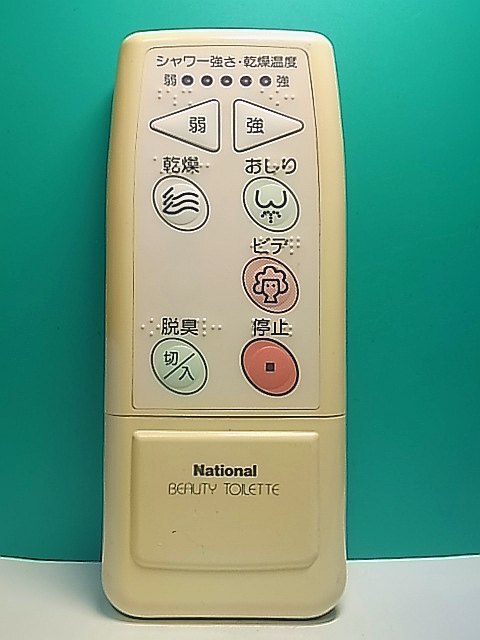 シャワー強さ・乾燥温度
弱 強
弱 強
乾燥 おしり
ビデ
脱臭 停止
切/入
National
BEAUTY TOILETTE